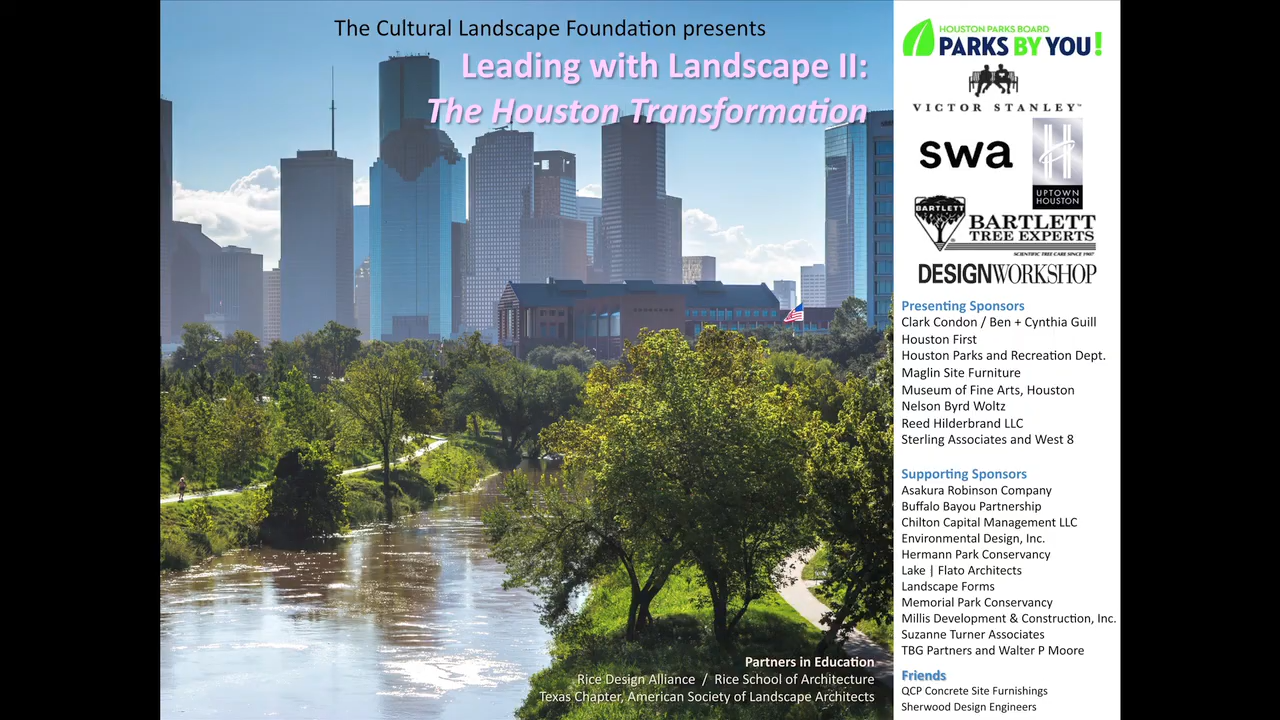 The Cultural Landscape Foundation presents
Leading with Landscape II:
The Houston Transformation
Partners in Education
Rice Design Alliance / Rice School of Architecture
Texas Chapter, American Society of Landscape Architects
HOUSTON PARKS BOARD
PARKS BY YOU!
VICTOR STANLEY™
swa
H
UPTOWN
HOUSTON
BARTLETT
BARTLETT
TREE EXPERTS
SCIENTIFIC TREE CARE SINCE 1907
DESIGNWORKSHOP
Presenting Sponsors
Clark Condon / Ben + Cynthia Guill
Houston First
Houston Parks and Recreation Dept.
Maglin Site Furniture
Museum of Fine Arts, Houston
Nelson Byrd Woltz
Reed Hilderbrand LLC
Sterling Associates and West 8
Supporting Sponsors
Asakura Robinson Company
Buffalo Bayou Partnership
Chilton Capital Management LLC
Environmental Design, Inc.
Hermann Park Conservancy
Lake | Flato Architects
Landscape Forms
Memorial Park Conservancy
Millis Development & Construction, Inc.
Suzanne Turner Associates
TBG Partners and Walter P Moore
Friends
QCP Concrete Site Furnishings
Sherwood Design Engineers